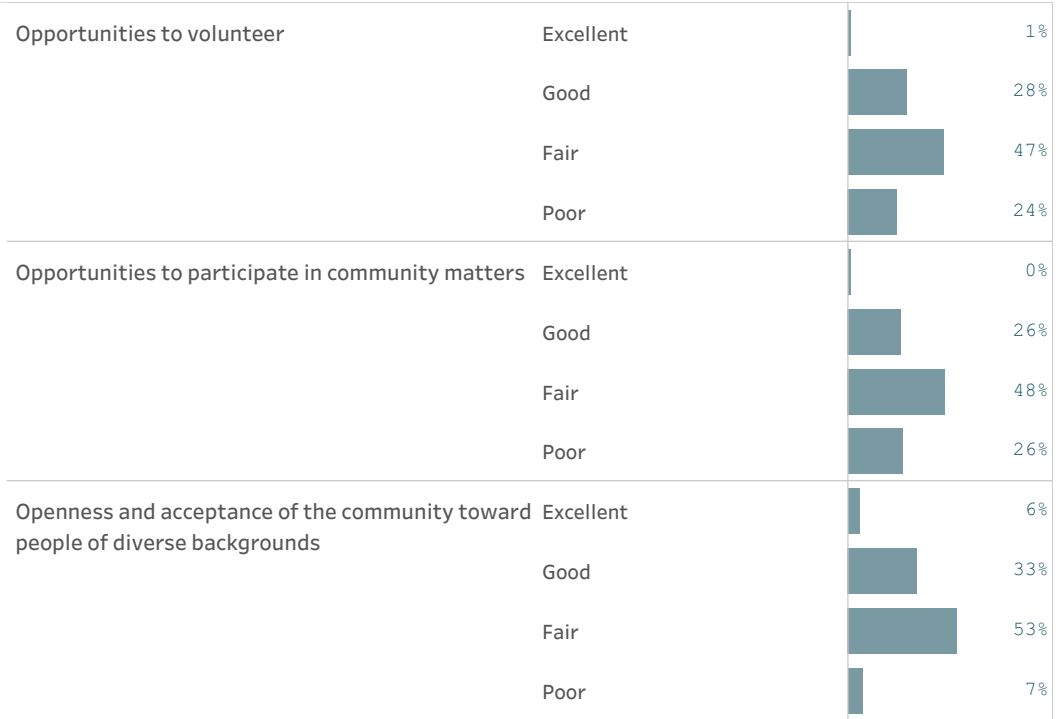 Opportunities to volunteer Excellent 1%
Good 28%
Fair 47%
Poor 24%
Opportunities to participate in community matters Excellent 0%
Good 26%
Fair 48%
Poor 26%
Openness and acceptance of the community toward Excellent 6%
people of diverse backgrounds
Good 33%
Fair 53%
Poor 7%